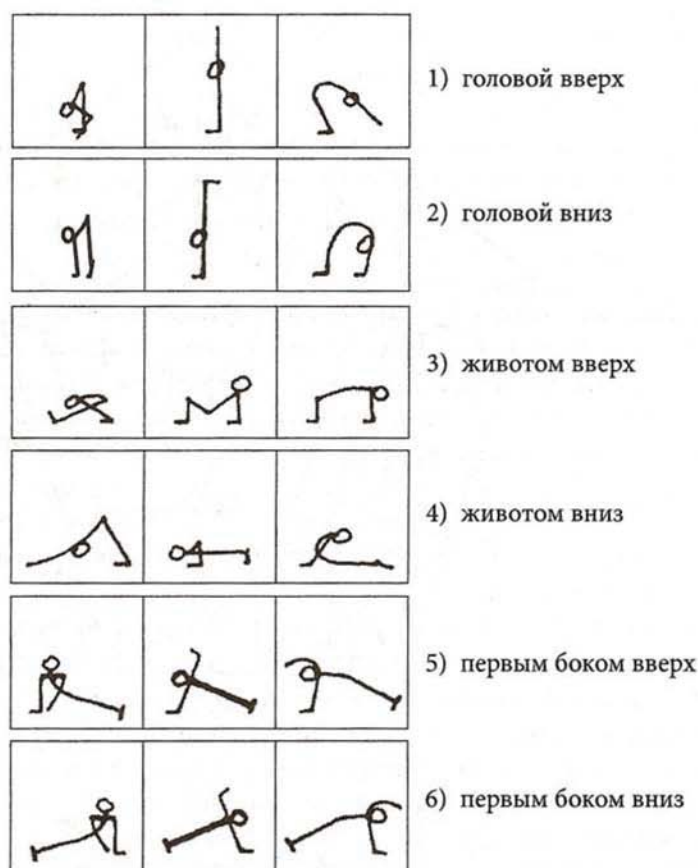 1) головой вверх
2) головой вниз
3) животом вверх
4) животом вниз
5) первым боком вверх
6) первым боком вниз